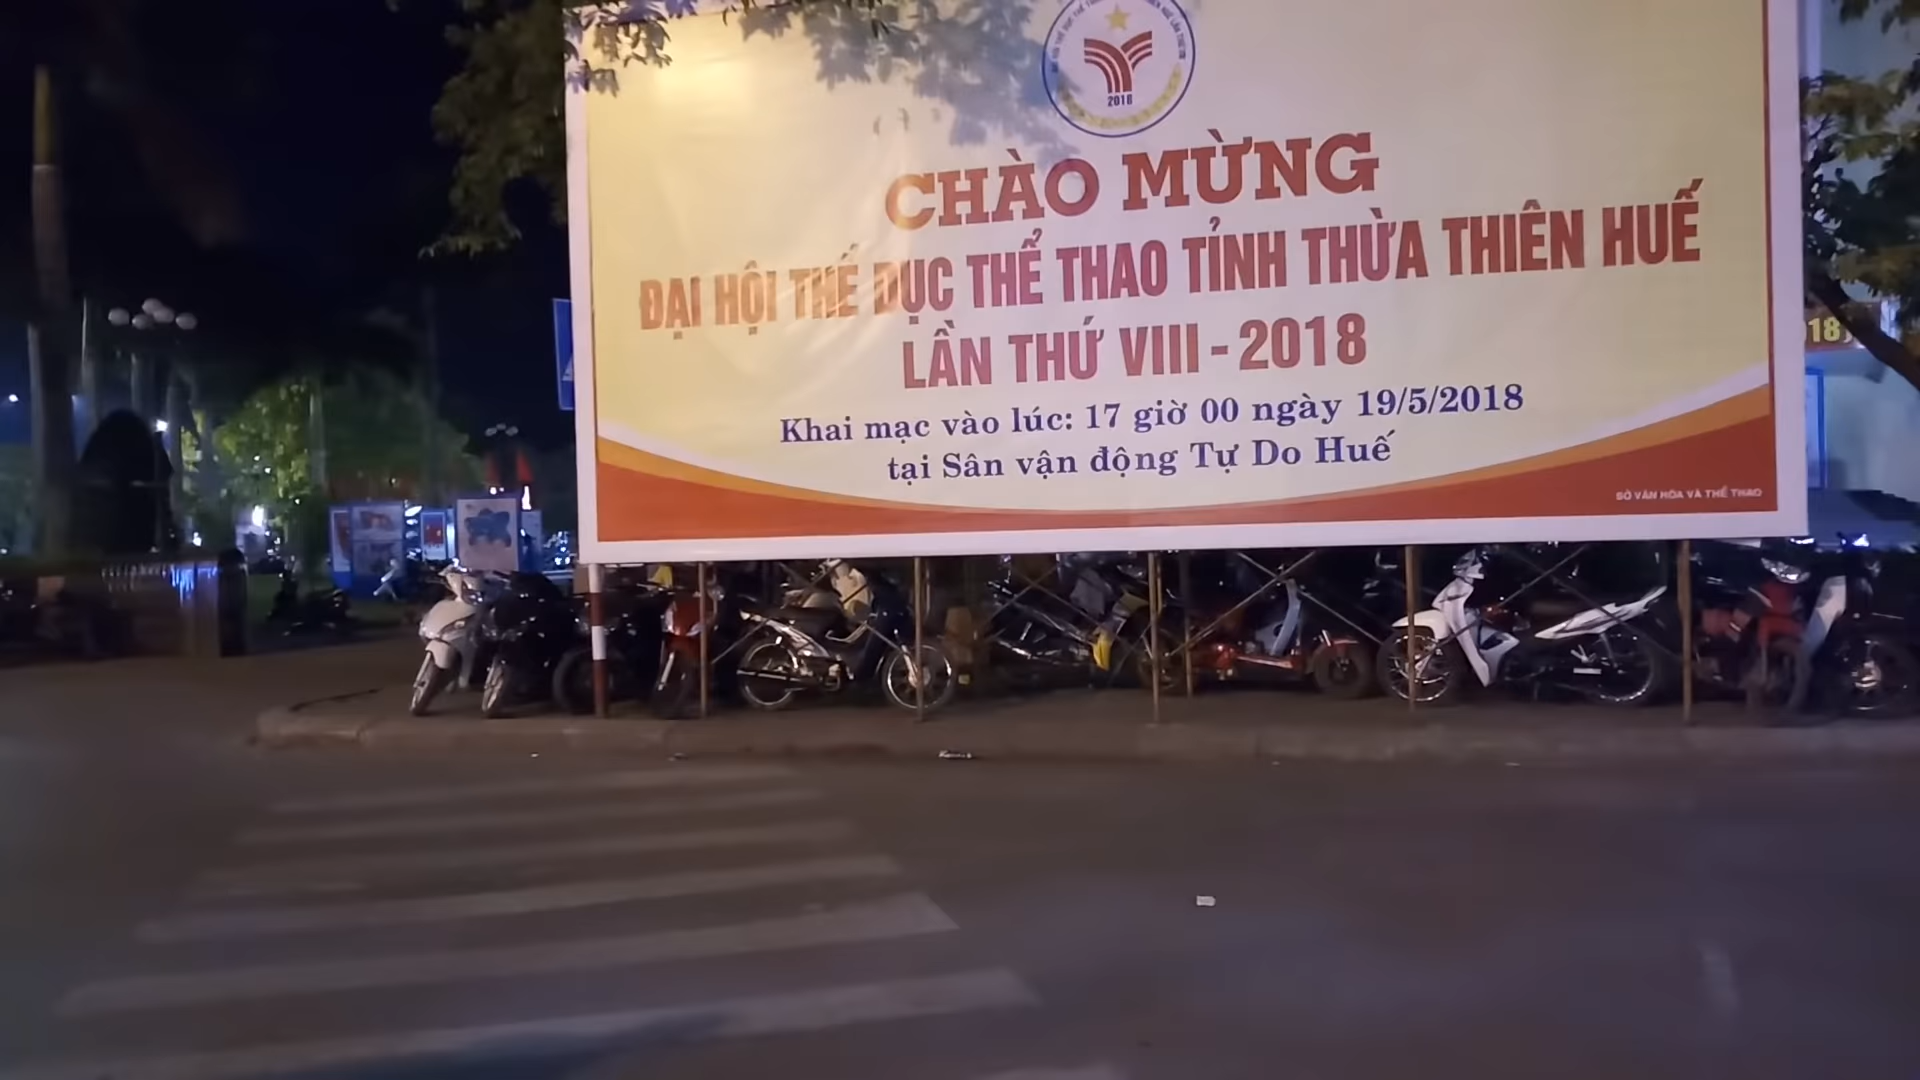 2018
CHÀO MỪNG
ĐẠI HỘI THỂ DỤC THỂ THAO TỈNH THỪA THIÊN HUẾ
LẦN THỨ VIII - 2018
Khai mạc vào lúc: 17 giờ 00 ngày 19/5/2018
tại Sân vận động Tự Do Huế
SỞ VĂN HÓA VÀ THỂ THAO